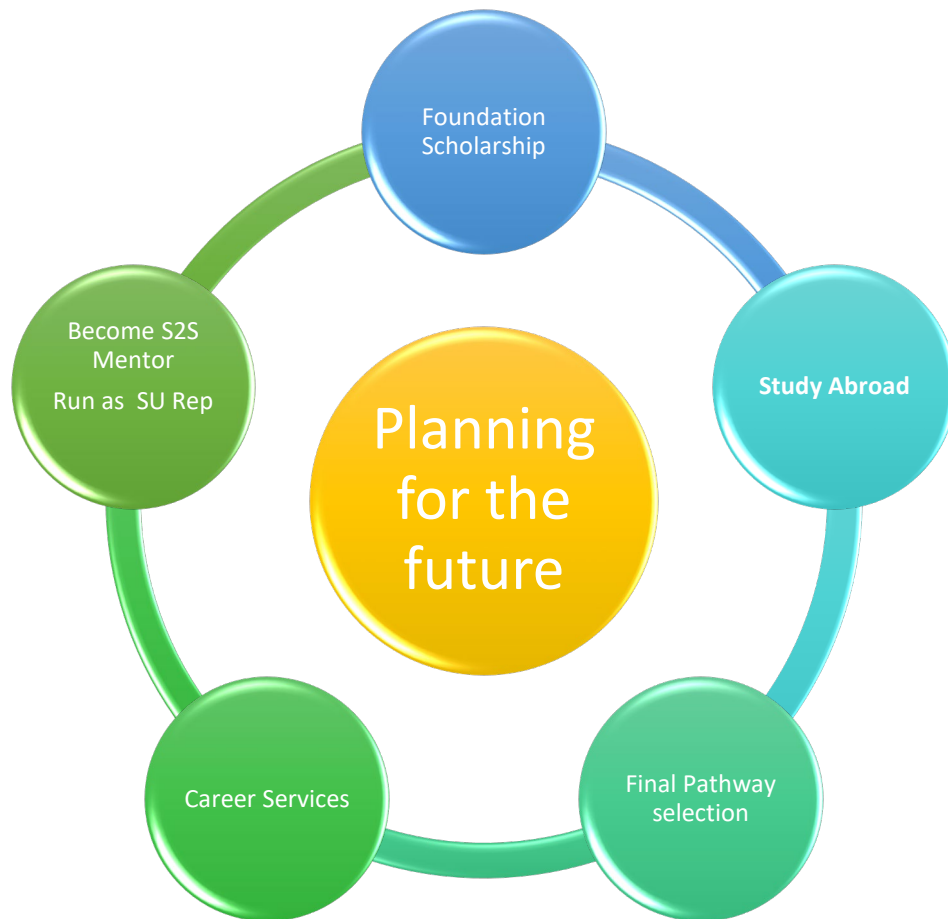 Foundation
Scholarship
Study Abroad
Final Pathway
selection
Career Services
Become S2S
Mentor
Run as  SU Rep
Planning
for the
future